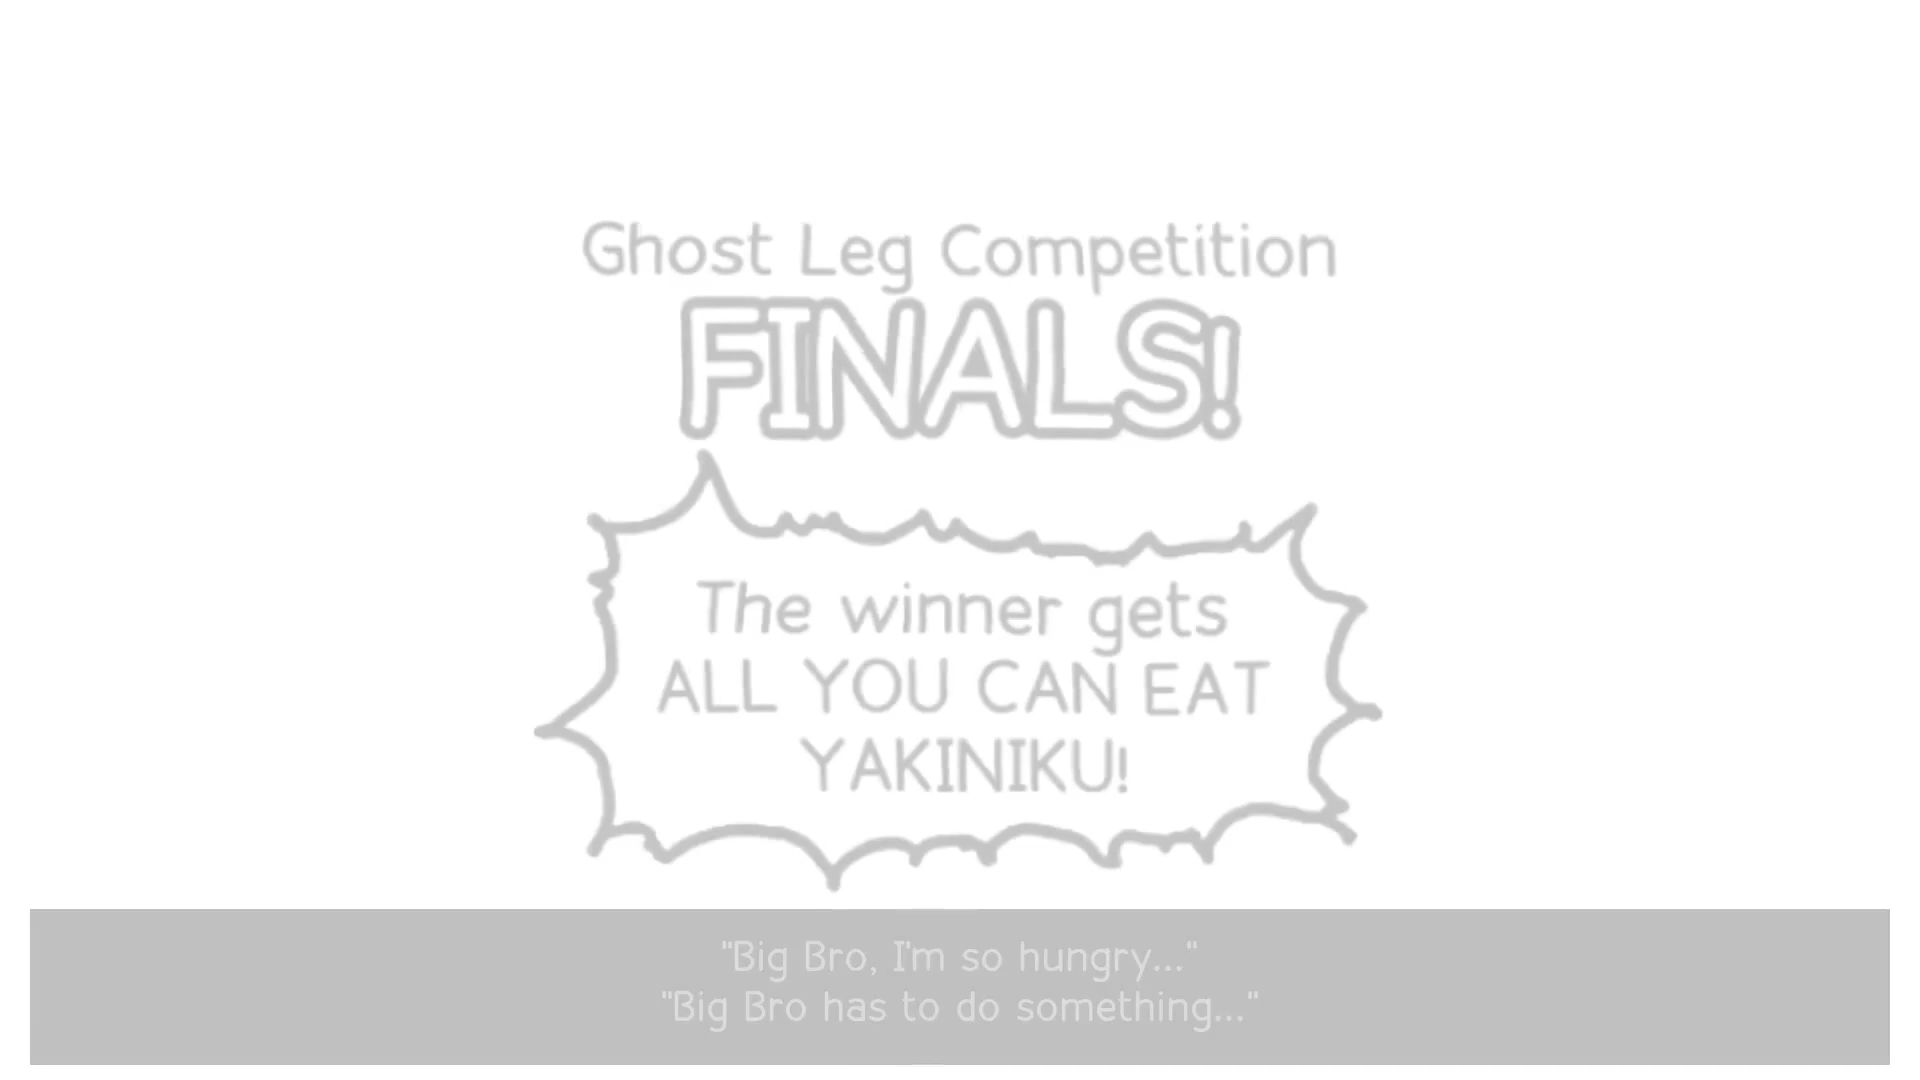 Ghost Leg Competition
FINALS!
The winner gets
ALL YOU CAN EAT
YAKINIKU!
"Big Bro, I'm so hungry..."
"Big Bro has to do something..."